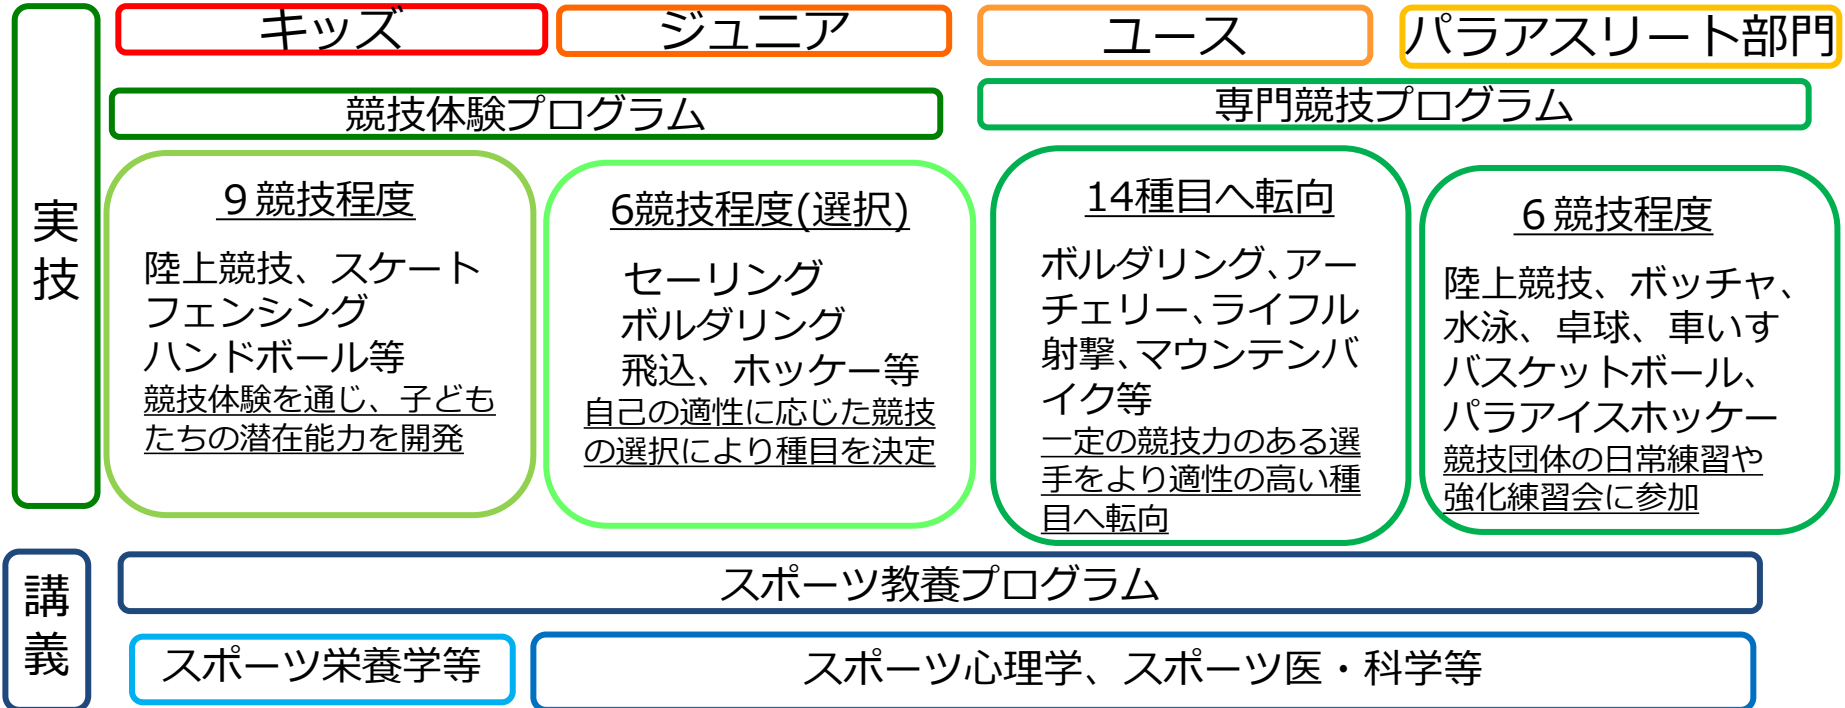 実技
キッズ
ジュニア
ユース
パラアスリート部門
競技体験プログラム
専門競技プログラム
９競技程度
陸上競技、スケート
フェンシング
ハンドボール等
競技体験を通じ、子ども
たちの潜在能力を開発
6競技程度(選択)
セーリング
ボルダリング
飛込、ホッケー等
自己の適性に応じた競技
の選択により種目を決定
14種目へ転向
ボルダリング、アー
チェリー、ライフル
射撃、マウンテンバ
イク等
一定の競技力のある選
手をより適性の高い種
目へ転向
６競技程度
陸上競技、ボッチャ、
水泳、卓球、車いす
バスケットボール、
パラアイスホッケー
競技団体の日常練習や
強化練習会に参加
講義
スポーツ教養プログラム
スポーツ栄養学等
スポーツ心理学、スポーツ医・科学等